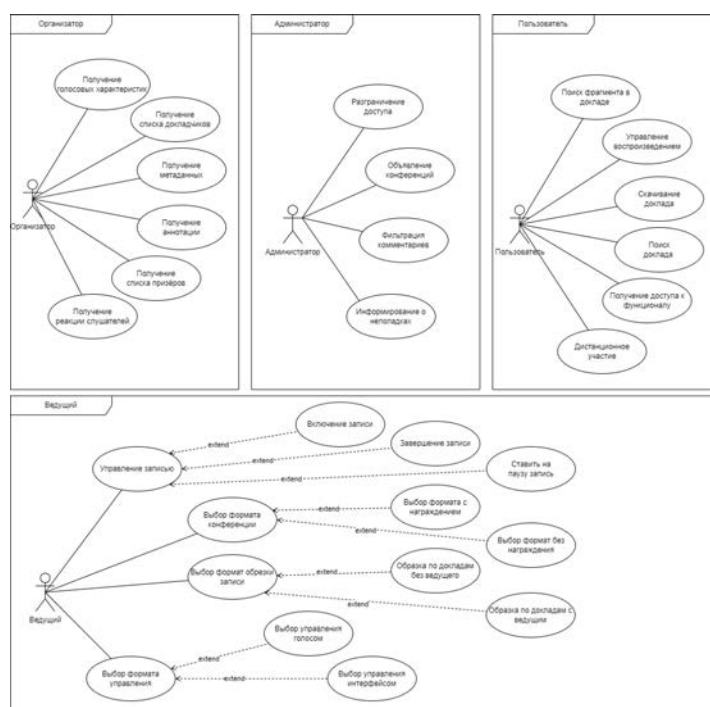 Организатор
Получение
голосовых характеристик
Получение
списка докладчиков
Получение
метаданных
Получение
аннотации
Получение
списка призёров
Получение
реакции слушателей
Организатор
Администратор
Разграничение
доступа
Объявление
конференций
Фильтрация
комментариев
Информирование о
неполадках
Администратор
Пользователь
Поиск фрагмента в
докладе
Управление
воспроизведением
Скачивание
доклада
Поиск
доклада
Получение доступа к
функционалу
Дистанционное
участие
Пользователь
Ведущий
Управление записью
extend
Включение записи
extend
Завершение записи
extend
Ставить на
паузу запись
Выбор формата
конференции
extend
Выбор формата с
награждением
extend
Выбор формат без
награждения
Выбор формат обрезки
записи
extend
Образка по докладам
без ведущего
extend
Образка по докладам с
ведущим
Ведущий
Выбор формата
управления
extend
Выбор управления
голосом
extend
Выбор управления
интерфейсом